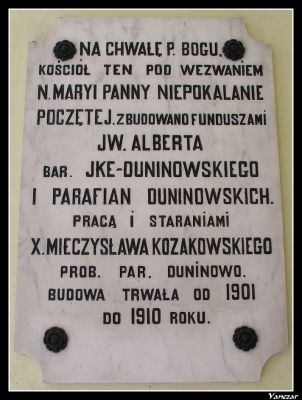 NA CHWAŁĘ P. BOGU.
KOŚCIÓŁ TEN POD WEZWANIEM
N. MARYI PANNY NIEPOKALANIE
POCZĘTEJ. ZBUDOWANO FUNDUSZAMI
JW. ALBERTA
BAR. JKE-DUNINOWSKIEGO
I PARAFIAN DUNINOWSKICH.
PRACĄ I STARANIAMI
X. MIECZYSŁAWA KOZAKOWSKIEGO
PROB. PAR. DUNINOWO.
BUDOWA TRWAŁA OD 1901
DO 1910 ROKU.
Yanczar